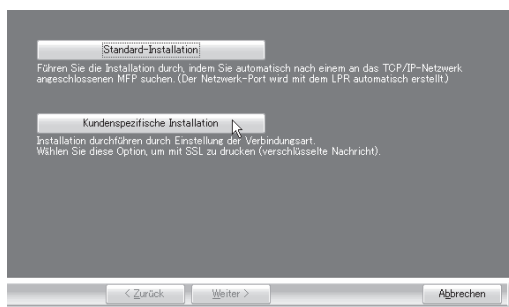 Standard-Installation
Führen Sie die Installation durch, indem Sie automatisch nach einem an das TCP/IP-Netzwerk
angeschlossenen MFP suchen. (Der Netzwerk-Port wird mit dem LPR automatisch erstellt.)
Kundenspezifische Installation
Installation durchführen durch Einstellung der Verbindungsart.
Wählen Sie diese Option, um mit SSL zu drucken (verschlüsselte Nachricht).
< Zurück
Weiter >
Abbrechen